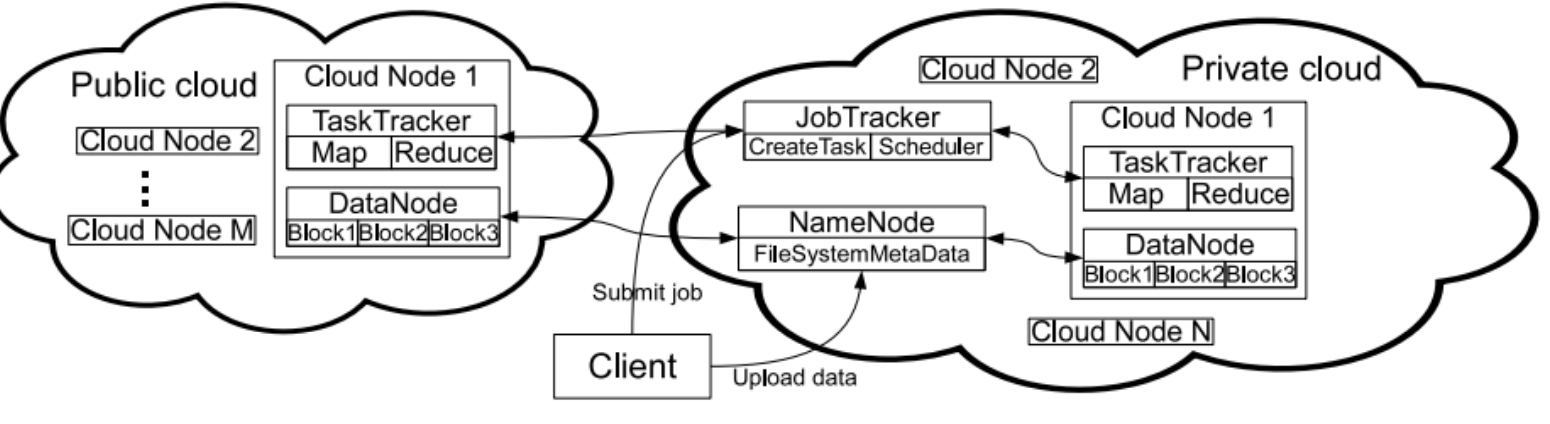 Public cloud
Cloud Node 2
Cloud Node M
Cloud Node 1
TaskTracker
Map Reduce
DataNode
Block1 Block2 Block3
Submit job
Client
Upload data
Private cloud
Cloud Node 2
JobTracker
CreateTask Scheduler
NameNode
FileSystemMetaData
Cloud Node 1
TaskTracker
Map Reduce
DataNode
Block1 Block2 Block3
Cloud Node N